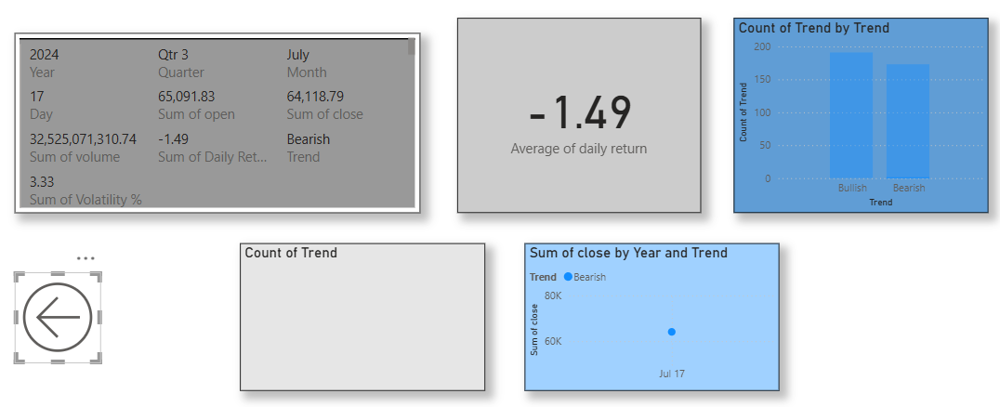 2024 Qtr 3 July
Year Quarter Month
17 65,091.83 64,118.79
Day Sum of open Sum of close
32,525,071,310.74 -1.49 Bearish
Sum of volume Sum of Daily Ret... Trend
3.33
Sum of Volatility %
-1.49
Average of daily return
Count of Trend by Trend
Count of Trend
200
150
100
50
0
Bullish Bearish
Trend
Count of Trend
Sum of close by Year and Trend
Trend Bearish
Sum of close
80K
60K
Jul 17